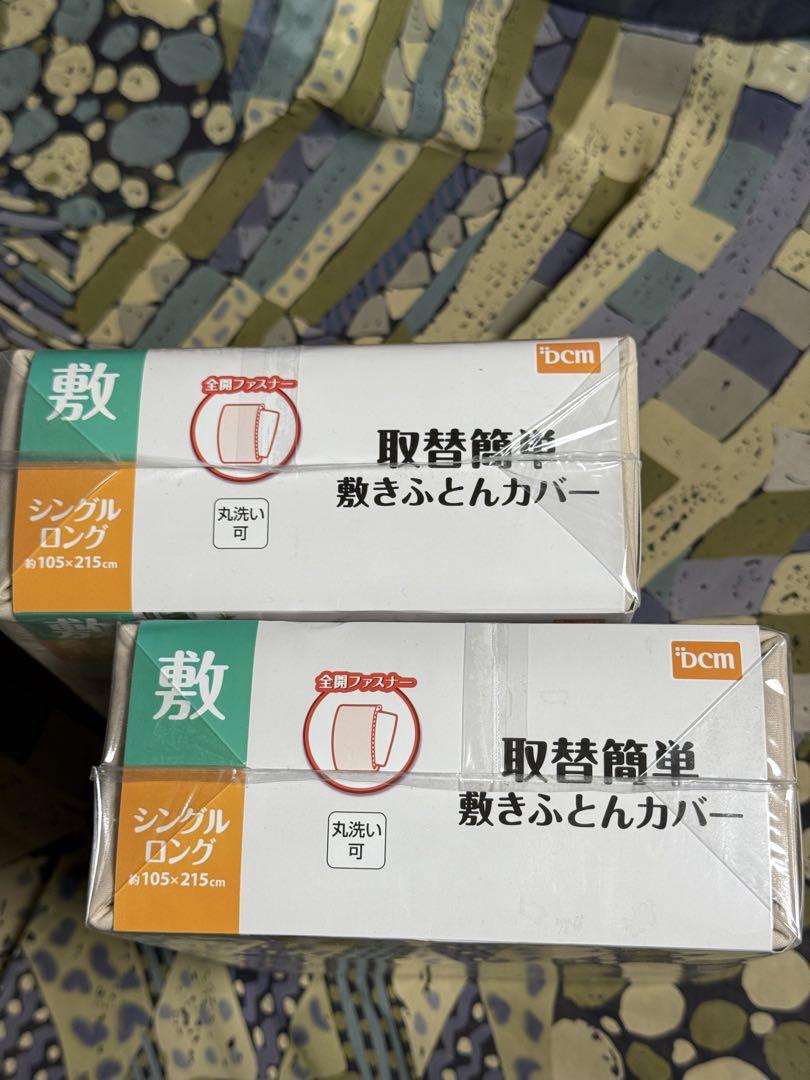 敷
シングル
ロング
約105×215cm
全開ファスナー
丸洗い
可
DCM
取替簡単
敷きふとんカバー
敷
敷
シングル
ロング
約105×215cm
全開ファスナー
丸洗い
可
DCM
取替簡単
敷きふとんカバー